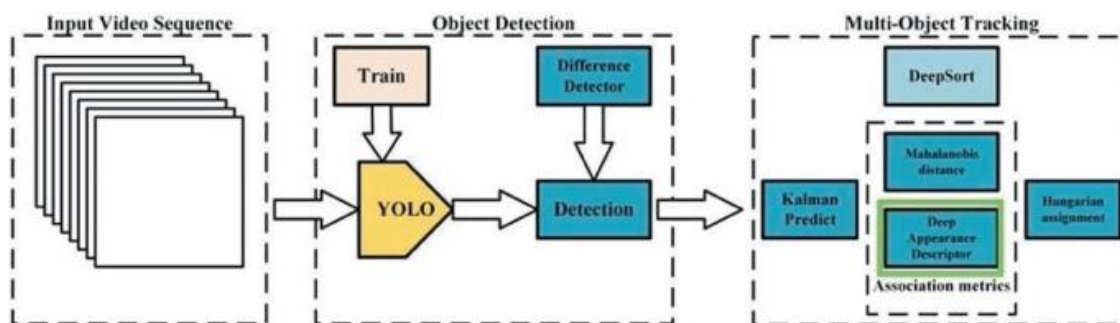 Input Video Sequence
Object Detection
Multi-Object Tracking
Train
Difference
Detector
DeepSort
YOLO
Detection
Kalman
Predict
Mahalanobis
distance
Deep
Appearance
Descriptor
Association metrics
Hungarian
assignment